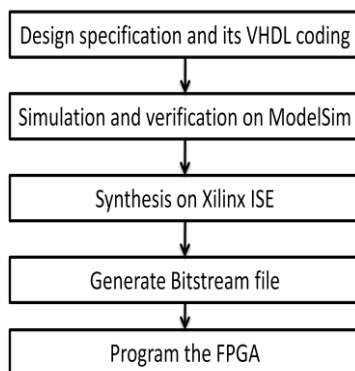 Design specification and its VHDL coding
Simulation and verification on ModelSim
Synthesis on Xilinx ISE
Generate Bitstream file
Program the FPGA